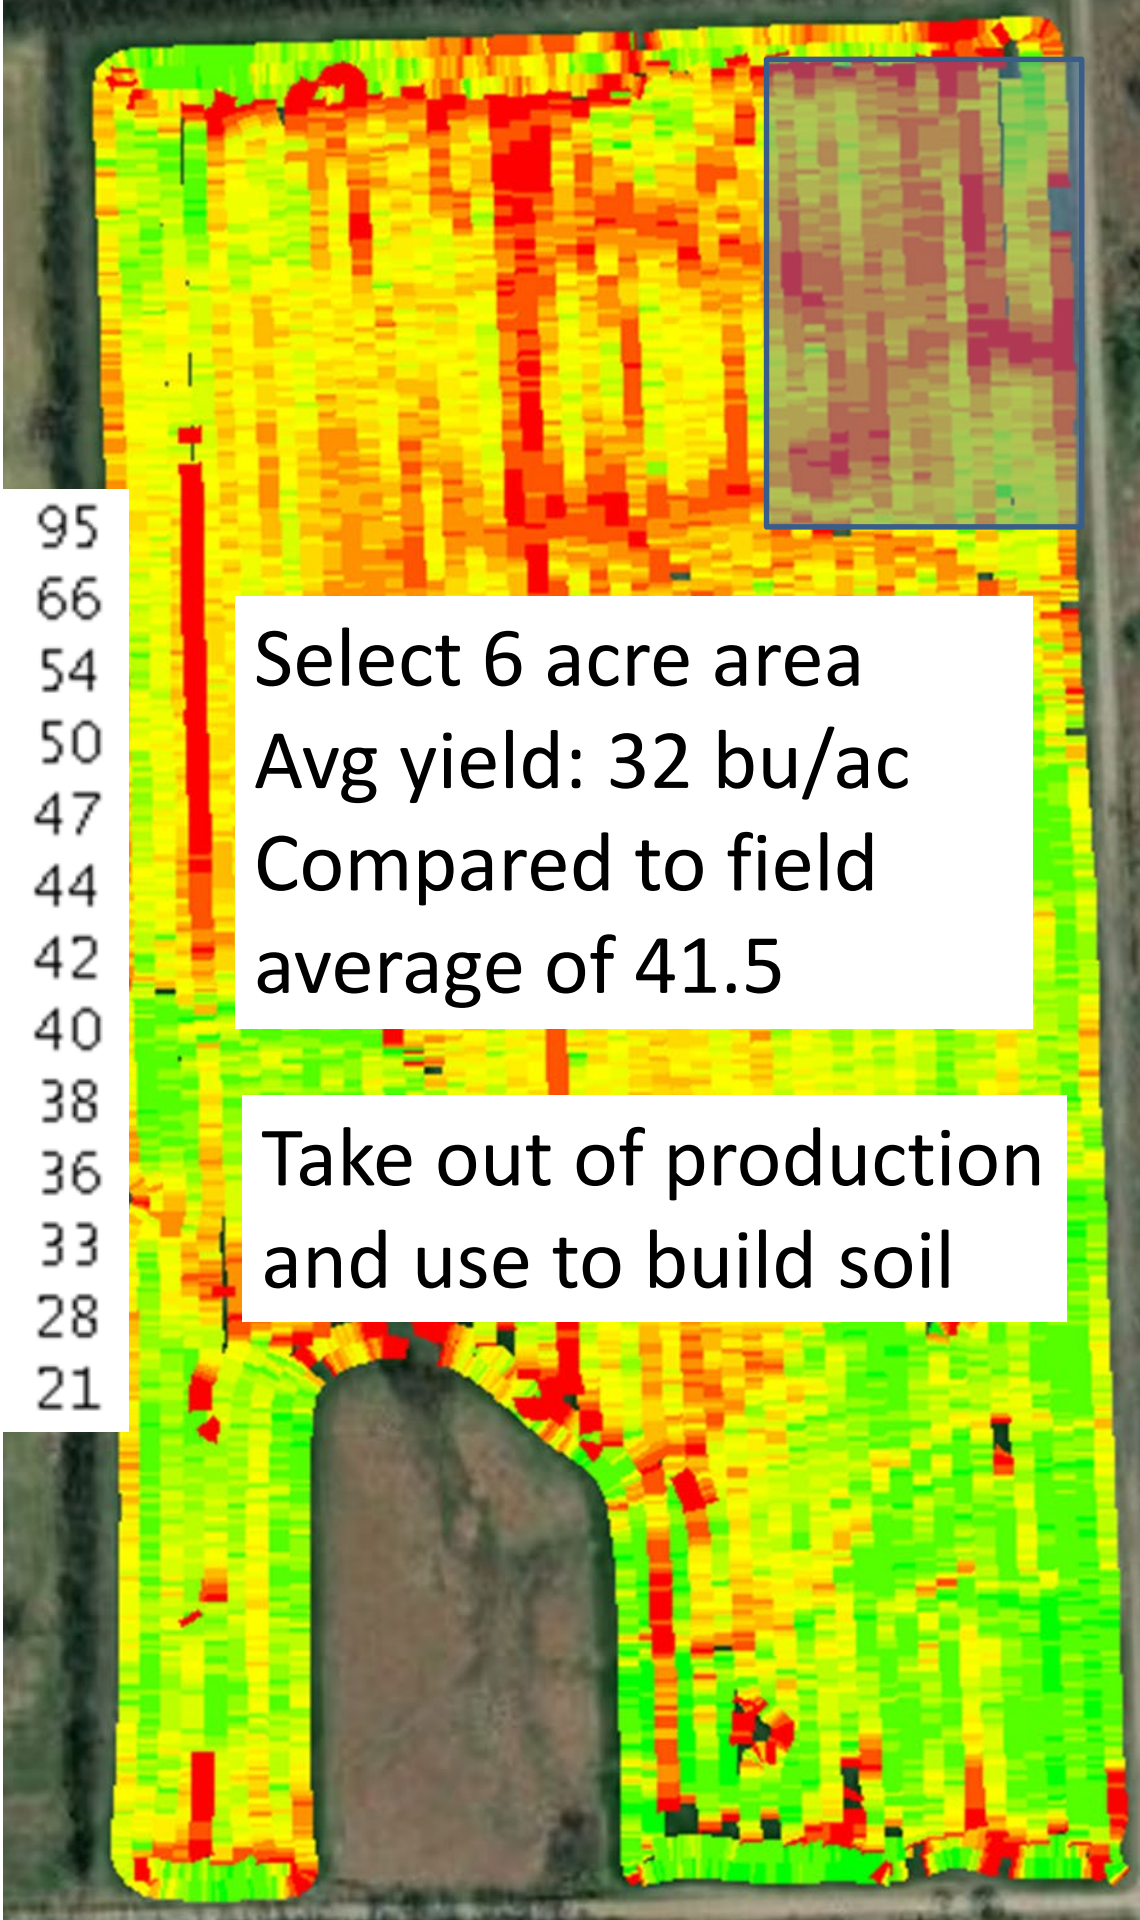 95
66
54
50
47
44
42
40
38
36
33
28
21
Select 6 acre area
Avg yield: 32 bu/ac
Compared to field
average of 41.5
Take out of production
and use to build soil